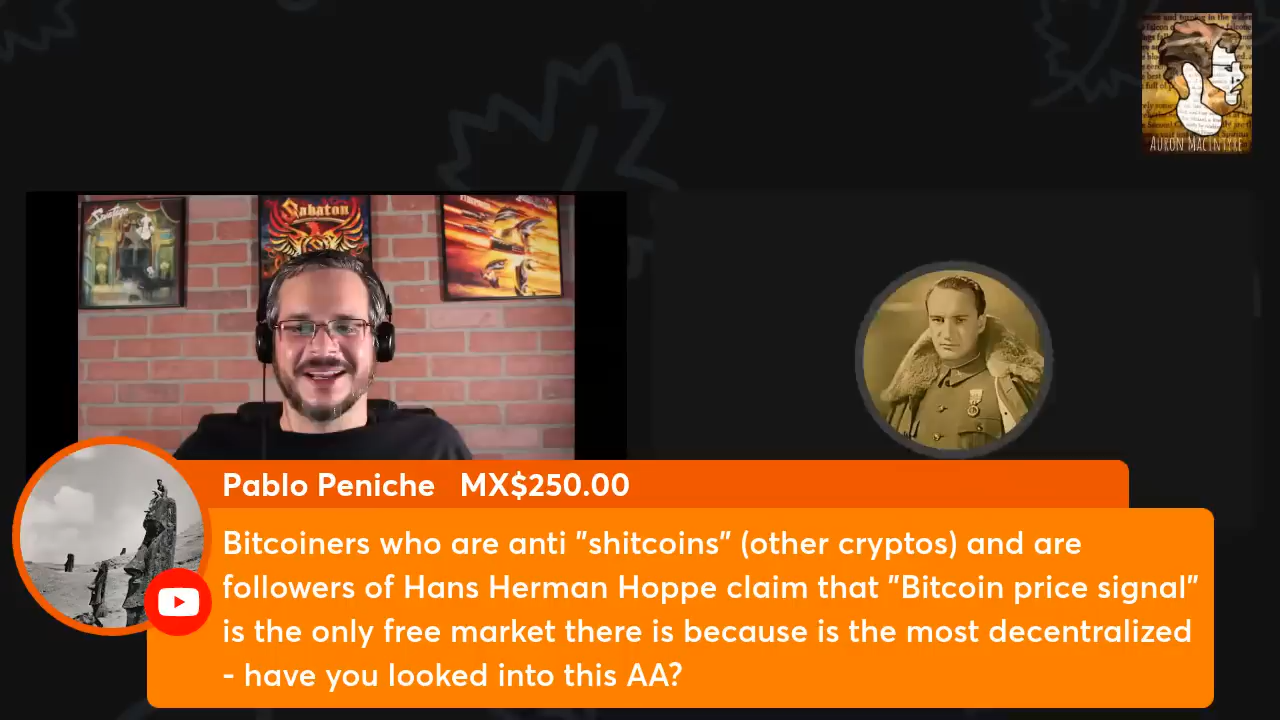 AURON MACINTYRE
Savatage
Sabaton
Pablo Peniche MX$250.00
Bitcoiners who are anti "shitcoins" (other cryptos) and are
followers of Hans Herman Hoppe claim that "Bitcoin price signal"
is the only free market there is because is the most decentralized
- have you looked into this AA?